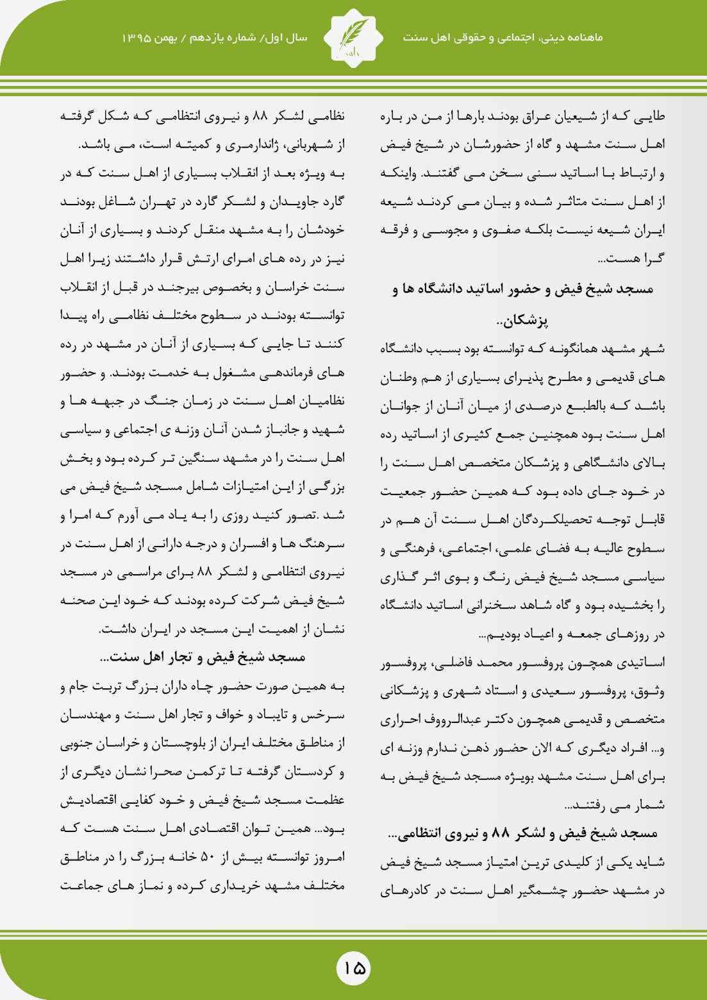 ماهنامه دینی، اجتماعی و حقوقی اهل سنت
سال اول/ شماره یازدهم / بهمن ۱۳۹۵
طایی که از شیعیان عراق بودند بارها از من در باره
اهل سنت مشهد و گاه از حضورشان در شیخ فیض
و ارتباط با اساتید سنی سخن می گفتند. واینکه
از اهل سنت متاثر شده و بیان می کردند شیعه
ایران شیعه نیست بلکه صفوی و مجوسی و فرقه
گرا هست...
مسجد شیخ فیض و حضور اساتید دانشگاه ها و
پزشکان..
شهر مشهد همانگونه که توانسته بود بسبب دانشگاه
های قدیمی و مطرح پذیرای بسیاری از هم وطنان
باشد که بالطبع درصدی از میان آنان از جوانان
اهل سنت بود همچنین جمع کثیری از اساتید رده
بالای دانشگاهی و پزشکان متخصص اهل سنت را
در خود جای داده بود که همین حضور جمعیت
قابل توجه تحصیلکردگان اهل سنت آن هم در
سطوح عالیه به فضای علمی، اجتماعی، فرهنگی و
سیاسی مسجد شیخ فیض رنگ و بوی اثر گذاری
را بخشیده بود و گاه شاهد سخنرانی اساتید دانشگاه
در روزهای جمعه و اعیاد بودیم...
اساتیدی همچون پروفسور محمد فاضلی، پروفسور
وثوق، پروفسور سعیدی و استاد شهری و پزشکانی
متخصص و قدیمی همچون دکتر عبدالرووف احراری
و... افراد دیگری که الان حضور ذهن ندارم وزنه ای
برای اهل سنت مشهد بویژه مسجد شیخ فیض به
شمار می رفتند...
مسجد شیخ فیض و لشکر ۸۸ و نیروی انتظامی...
شاید یکی از کلیدی ترین امتیاز مسجد شیخ فیض
در مشهد حضور چشمگیر اهل سنت در کادرهای
نظامی لشکر ۸۸ و نیروی انتظامی که شکل گرفته
از شهربانی، ژاندارمری و کمیته است، می باشد.
به ویژه بعد از انقلاب بسیاری از اهل سنت که در
گارد جاویدان و لشکر گارد در تهران شاغل بودند
خودشان را به مشهد منقل کردند و بسیاری از آنان
نیز در رده های امرای ارتش قرار داشتند زیرا اهل
سنت خراسان و بخصوص بیرجند در قبل از انقلاب
توانسته بودند در سطوح مختلف نظامی راه پیدا
کنند تا جایی که بسیاری از آنان در مشهد در رده
های فرماندهی مشغول به خدمت بودند. و حضور
نظامیان اهل سنت در زمان جنگ در جبهه ها و
شهید و جانباز شدن آنان وزنه ی اجتماعی و سیاسی
اهل سنت را در مشهد سنگین تر کرده بود و بخش
بزرگی از این امتیازات شامل مسجد شیخ فیض می
شد .تصور کنید روزی را به یاد می آورم که امرا و
سرهنگ ها و افسران و درجه دارانی از اهل سنت در
نیروی انتظامی و لشکر ۸۸ برای مراسمی در مسجد
شیخ فیض شرکت کرده بودند که خود این صحنه
نشان از اهمیت این مسجد در ایران داشت.
مسجد شیخ فیض و تجار اهل سنت...
به همین صورت حضور چاه داران بزرگ تربت جام و
سرخس و تایباد و خواف و تجار اهل سنت و مهندسان
از مناطق مختلف ایران از بلوچستان و خراسان جنوبی
و کردستان گرفته تا ترکمن صحرا نشان دیگری از
عظمت مسجد شیخ فیض و خود کفایی اقتصادیش
بود... همین توان اقتصادی اهل سنت هست که
امروز توانسته بیش از ۵۰ خانه بزرگ را در مناطق
مختلف مشهد خریداری کرده و نماز های جماعت
۱۵